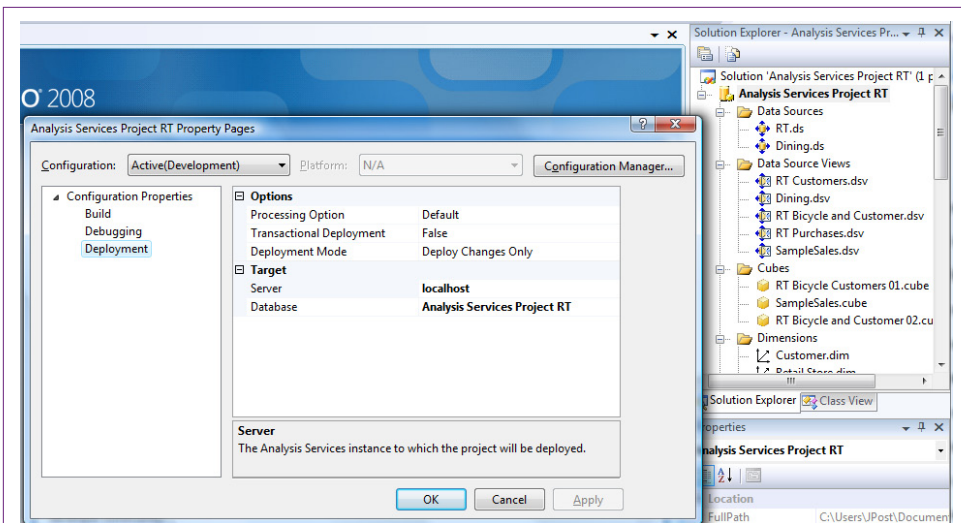 Solution Explorer - Analysis Services Pr...
O 2008
Solution 'Analysis Services Project RT' (1 p
Analysis Services Project RT
Data Sources
RT.ds
Dining.ds
Data Source Views
RT Customers.dsv
Dining.dsv
RT Bicycle and Customer.dsv
RT Purchases.dsv
SampleSales.dsv
Cubes
RT Bicycle Customers 01.cube
SampleSales.cube
RT Bicycle and Customer 02.cu
Dimensions
Customer.dim
Retail Store.dim
Solution Explorer Class View
Analysis Services Project RT Property Pages
Configuration: Active(Development) Platform: N/A Configuration Manager...
Configuration Properties
Build
Debugging
Deployment
Options
Processing Option Default
Transactional Deployment False
Deployment Mode Deploy Changes Only
Target
Server localhost
Database Analysis Services Project RT
Server
The Analysis Services instance to which the project will be deployed.
OK Cancel Apply
roperties
nalysis Services Project RT
Location
FullPath C:\Users\JPost\Documen